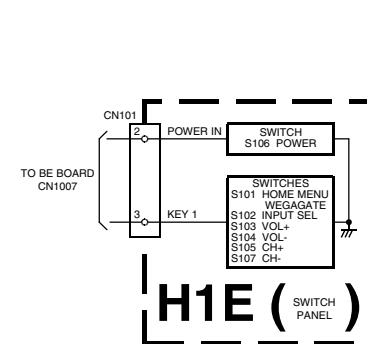 CN101
2 POWER IN
SWITCH
S106 POWER
TO BE BOARD
CN1007
SWITCHES
S101 HOME MENU
WEGAGATE
S102 INPUT SEL
S103 VOL+
S104 VOL-
S105 CH+
S107 CH-
3 KEY 1
H1E ( SWITCH
PANEL )